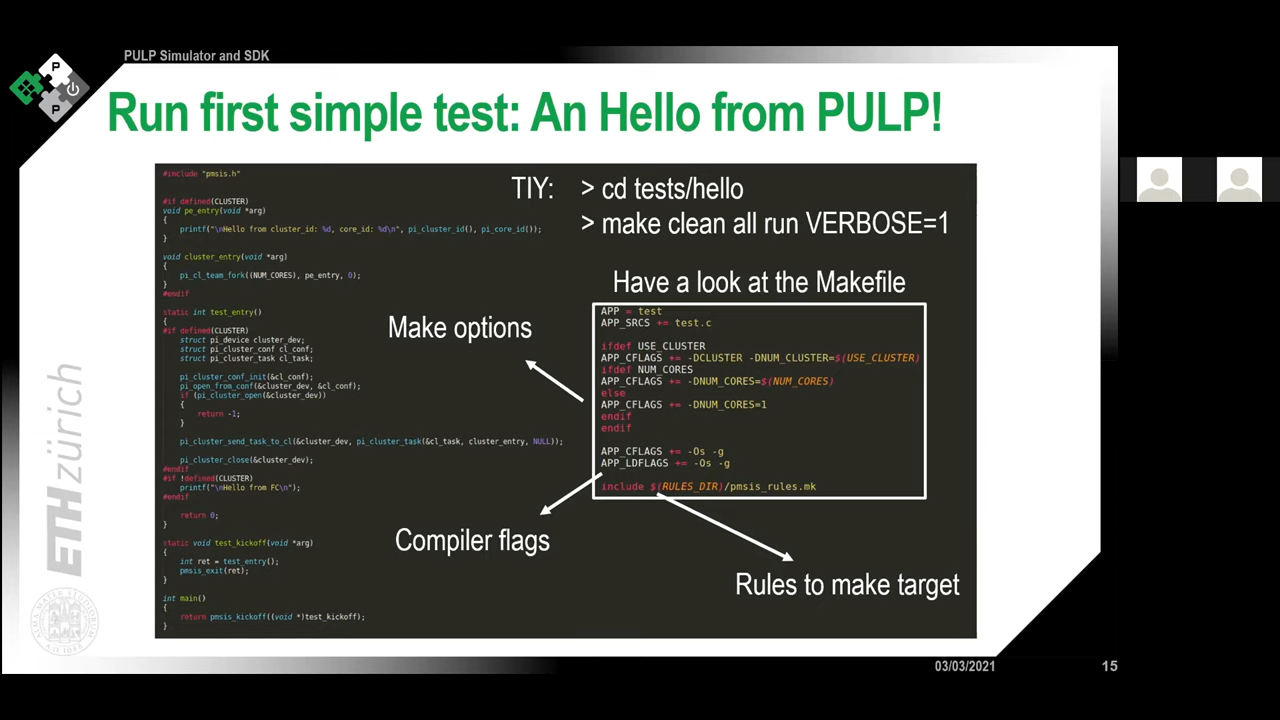 PULP Simulator and SDK
Run first simple test: An Hello from PULP!
#include "pmsis.h"
#if defined(CLUSTER)
void pe_entry(void *arg)
{
printf("\nHello from cluster_id: %d, core_id: %d\n", pi_cluster_id(), pi_core_id());
}
void cluster_entry(void *arg)
{
pi_cl_team_fork((NUM_CORES), pe_entry, 0);
}
#endif
static int test_entry()
{
#if defined(CLUSTER)
struct pi_device cluster_dev;
struct pi_cluster_conf cl_conf;
struct pi_cluster_task cl_task;
pi_cluster_conf_init(&cl_conf);
pi_open_from_conf(&cluster_dev, &cl_conf);
if (pi_cluster_open(&cluster_dev))
{
return -1;
}
pi_cluster_send_task_to_cl(&cluster_dev, pi_cluster_task(&cl_task, cluster_entry, NULL));
pi_cluster_close(&cluster_dev);
#endif
#if !defined(CLUSTER)
printf("\nHello from FC\n");
#endif
return 0;
}
static void test_kickoff(void *arg)
{
int ret = test_entry();
pmsis_exit(ret);
}
int main()
{
return pmsis_kickoff((void *)test_kickoff);
}
TIY: > cd tests/hello
> make clean all run VERBOSE=1
Have a look at the Makefile
Make options
APP = test
APP_SRCS += test.c
ifdef USE_CLUSTER
APP_CFLAGS += -DCLUSTER -DNUM_CLUSTER=$(USE_CLUSTER)
ifdef NUM_CORES
APP_CFLAGS += -DNUM_CORES=$(NUM_CORES)
else
APP_CFLAGS += -DNUM_CORES=1
endif
endif
APP_CFLAGS += -Os -g
APP_LDFLAGS += -Os -g
include $(RULES_DIR)/pmsis_rules.mk
Compiler flags
Rules to make target
ETH zürich
03/03/2021
15
P
P